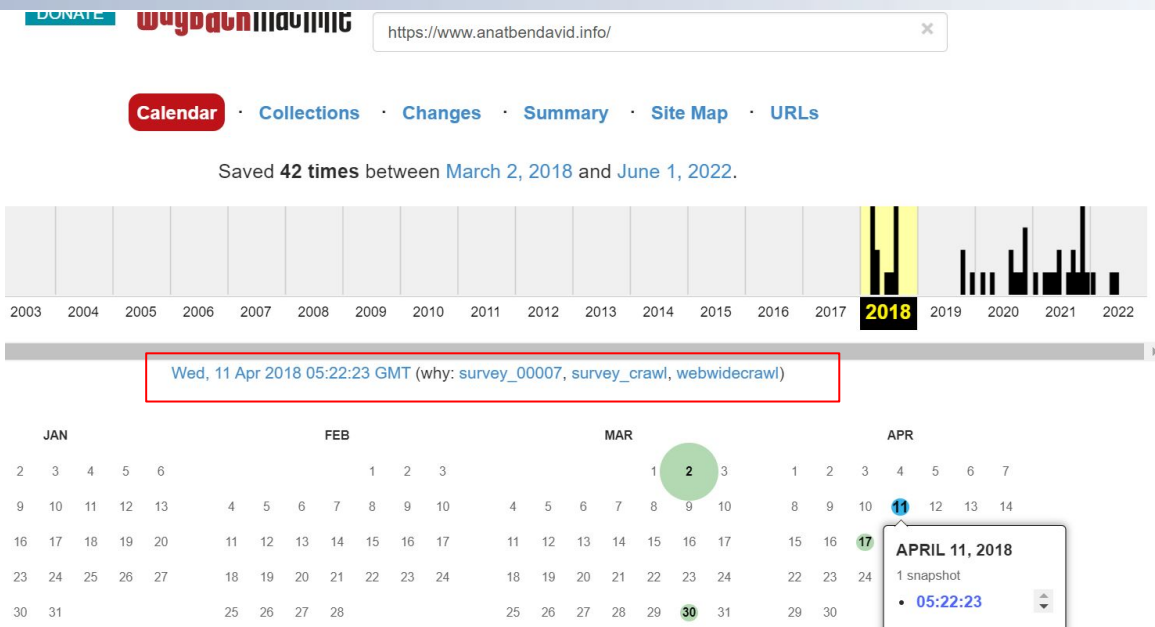 DONATE
WayBackMachine
https://www.anatbendavid.info/ ×
Calendar · Collections · Changes · Summary · Site Map · URLs
Saved 42 times between March 2, 2018 and June 1, 2022.
2003 2004 2005 2006 2007 2008 2009 2010 2011 2012 2013 2014 2015 2016 2017 2018 2019 2020 2021 2022
Wed, 11 Apr 2018 05:22:23 GMT (why: survey_00007, survey_crawl, webwidecrawl)
JAN FEB MAR APR
2 3 4 5 6 1 2 3 1 2 3 1 2 3 4 5 6 7
9 10 11 12 13 4 5 6 7 8 9 10 4 5 6 7 8 9 10 8 9 10 11 12 13 14
16 17 18 19 20 11 12 13 14 15 16 17 11 12 13 14 15 16 17 15 16 17
23 24 25 26 27 18 19 20 21 22 23 24 18 19 20 21 22 23 24 22 23 24
30 31 25 26 27 28 25 26 27 28 29 30 31 29 30
APRIL 11, 2018
1 snapshot
• 05:22:23